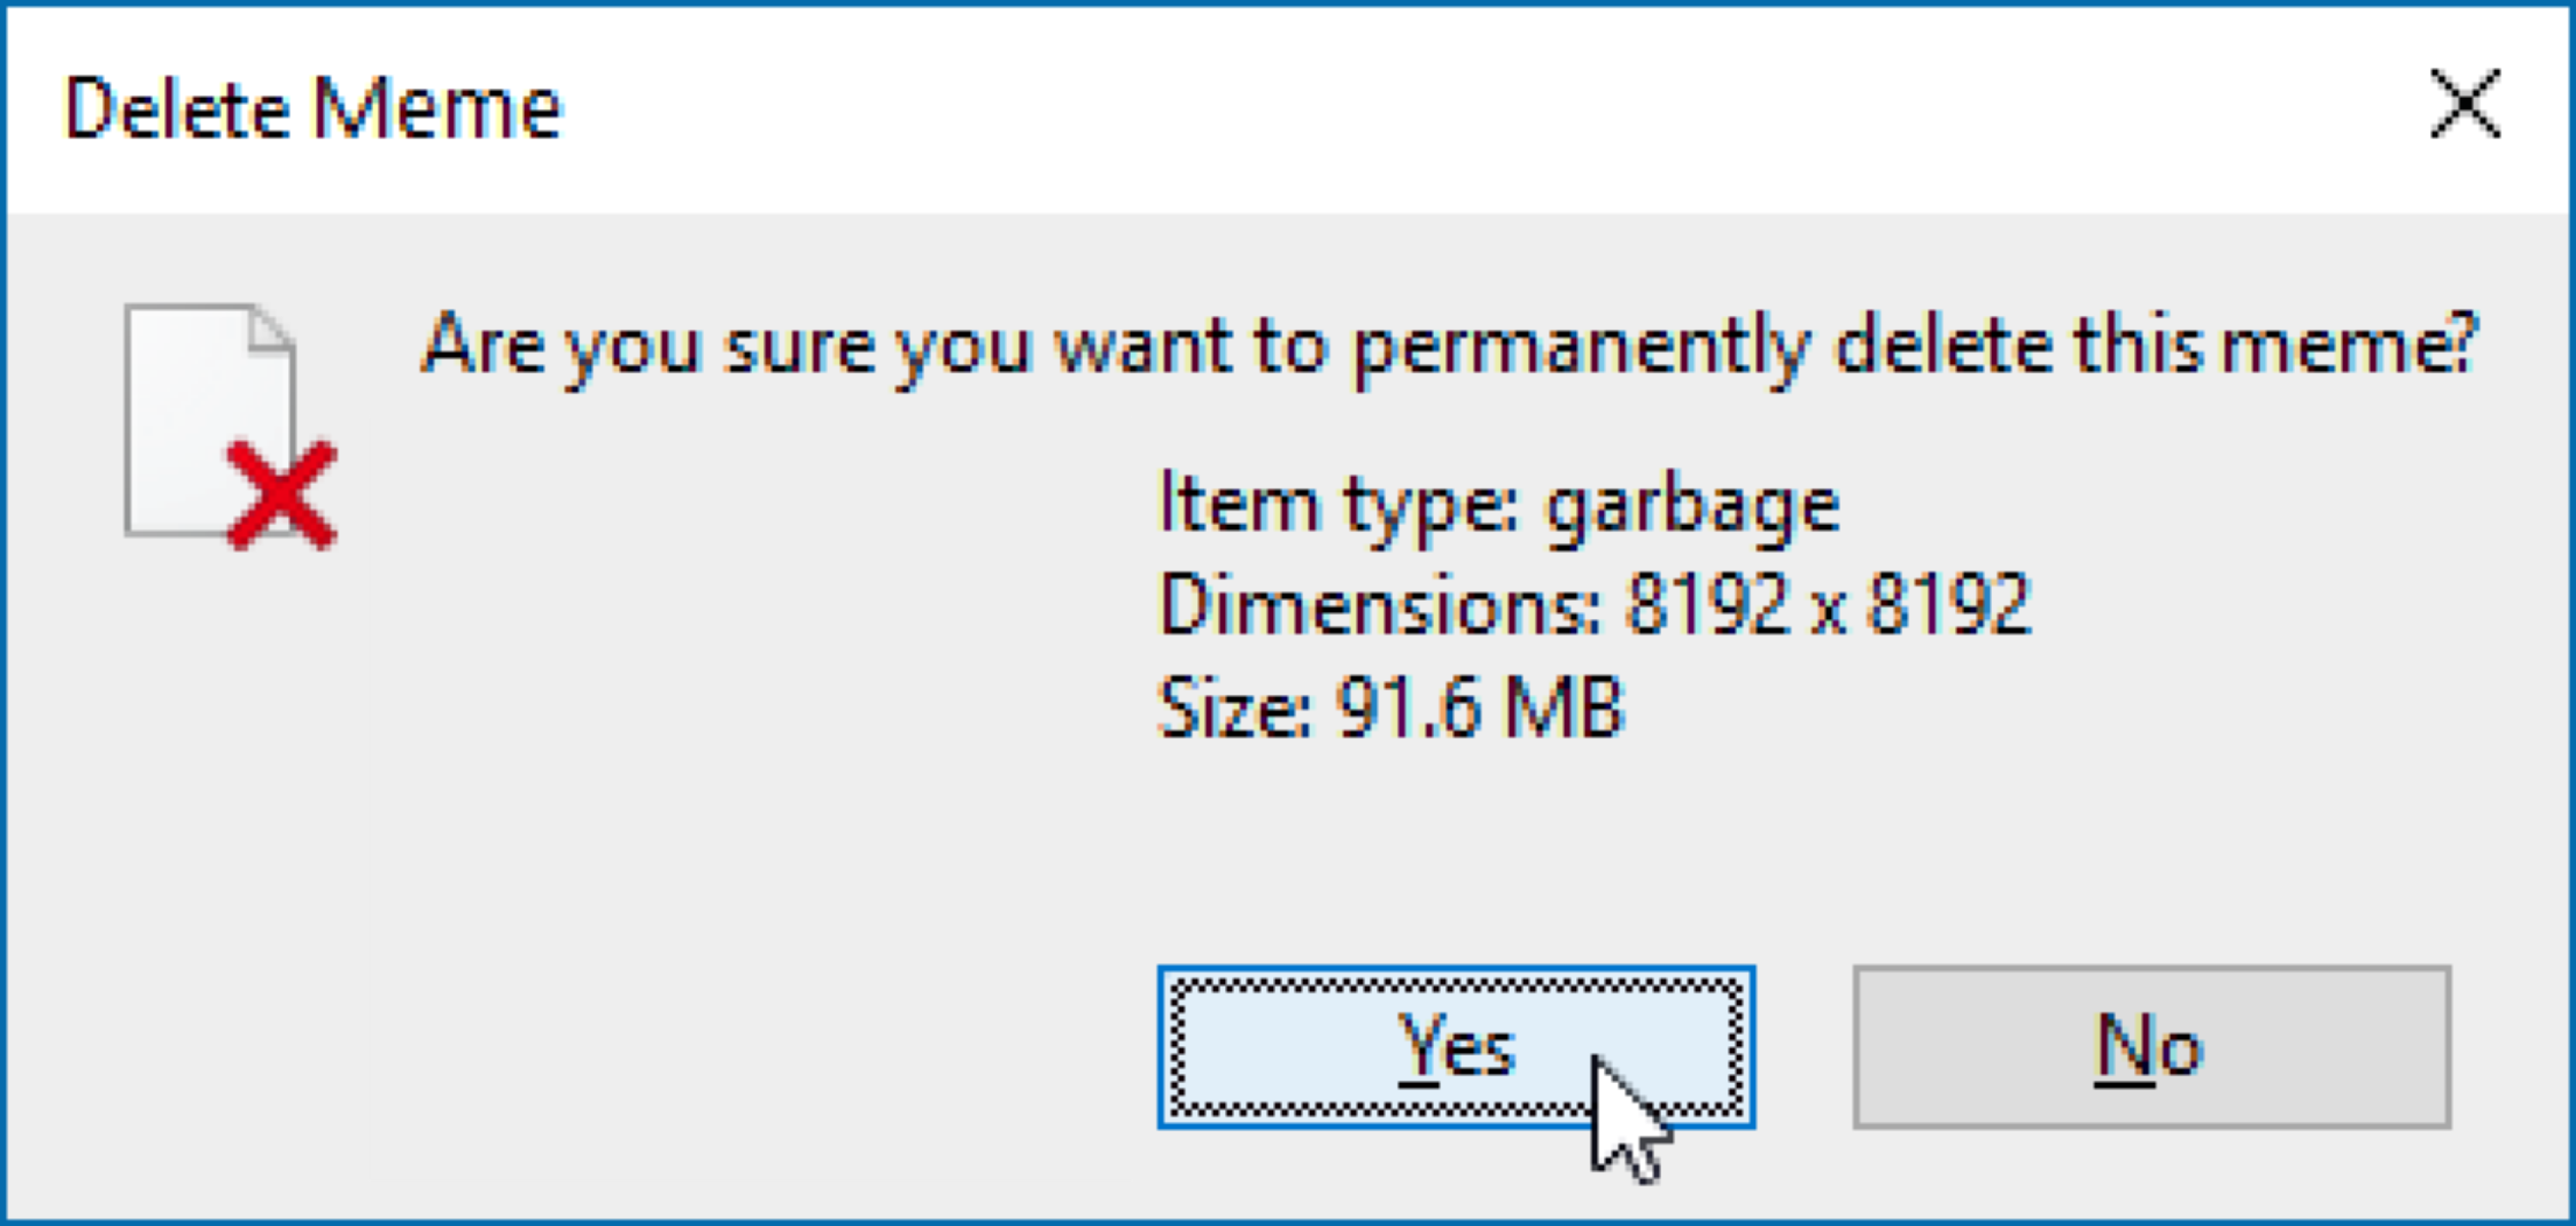 Delete Meme
Are you sure you want to permanently delete this meme?
Item type: garbage
Dimensions: 8192 x 8192
Size: 91.6 MB
Yes No